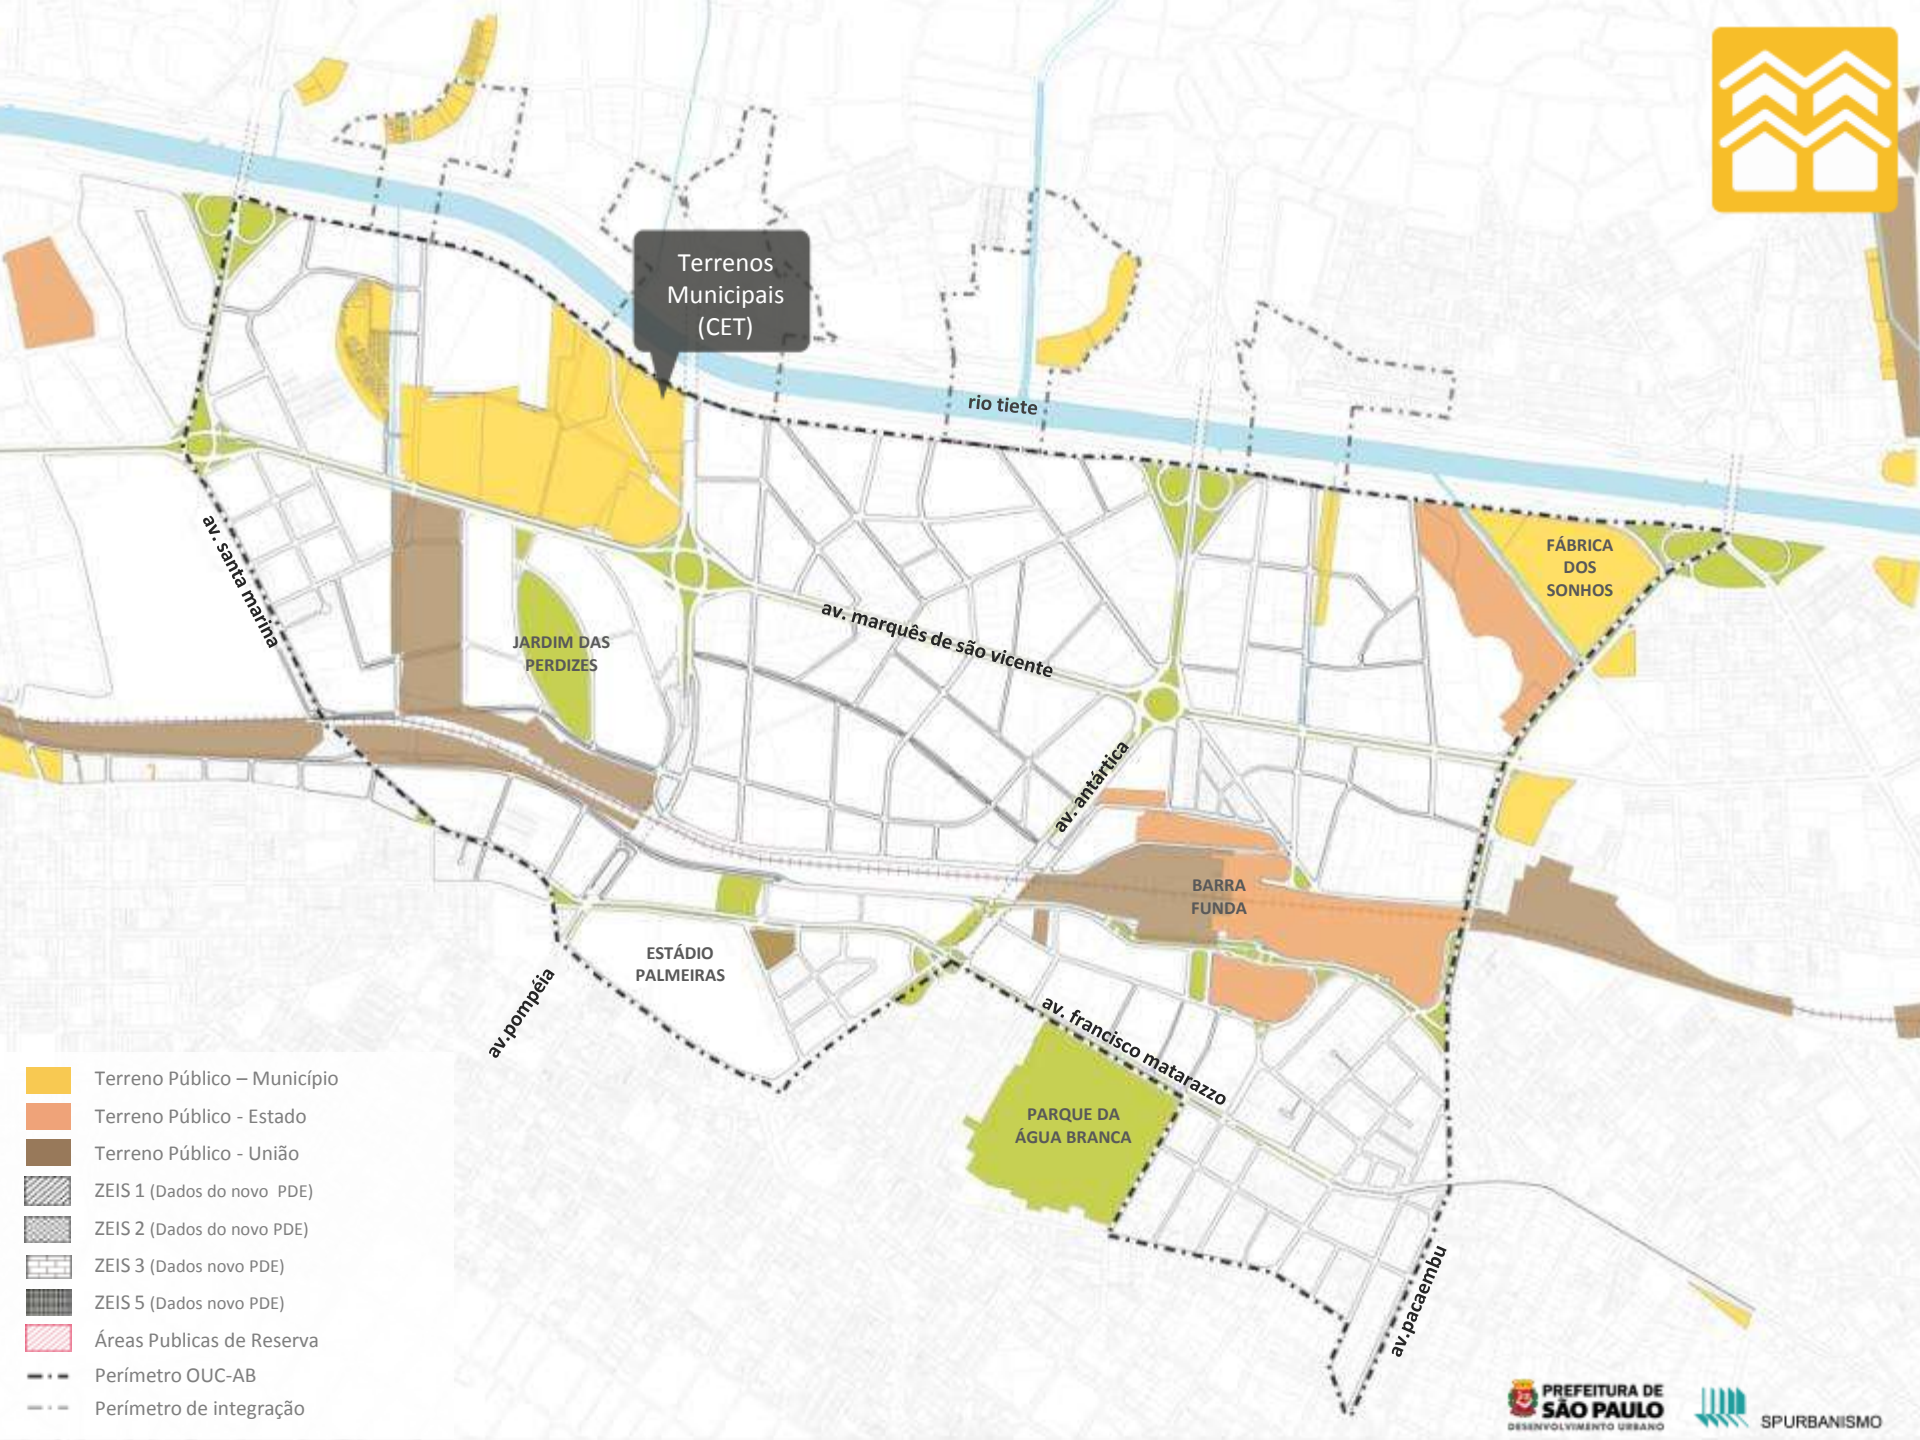 Terrenos
Municipais
(CET)
rio tiete
FÁBRICA
DOS
SONHOS
av. santa marina
JARDIM DAS
PERDIZES
av. marquês de são vicente
av. antártica
BARRA
FUNDA
ESTÁDIO
PALMEIRAS
av.pompéia
av. francisco matarazzo
PARQUE DA
ÁGUA BRANCA
av.pacaembu
Terreno Público – Município
Terreno Público - Estado
Terreno Público - União
ZEIS 1 (Dados do novo PDE)
ZEIS 2 (Dados do novo PDE)
ZEIS 3 (Dados novo PDE)
ZEIS 5 (Dados novo PDE)
Áreas Publicas de Reserva
Perímetro OUC-AB
Perímetro de integração
PREFEITURA DE
SÃO PAULO
DESENVOLVIMENTO URBANO
SPURBANISMO